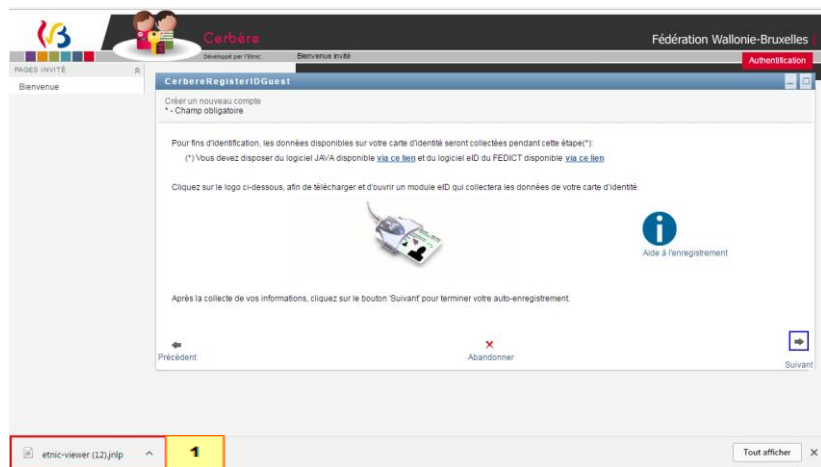 Cerbère
Développé par l'Etnic
Bienvenue invité
Fédération Wallonie-Bruxelles
Authentification
PAGES INVITÉ
Bienvenue
CerbereRegisterIDGuest
Créer un nouveau compte
* - Champ obligatoire
Pour fins d'identification, les données disponibles sur votre carte d'identité seront collectées pendant cette étape(*):
(*) Vous devez disposer du logiciel JAVA disponible via ce lien et du logiciel eID du FEDICT disponible via ce lien
Cliquez sur le logo ci-dessous, afin de télécharger et d'ouvrir un module eID qui collectera les données de votre carte d'identité.
Aide à l'enregistrement
Après la collecte de vos informations, cliquez sur le bouton 'Suivant' pour terminer votre auto-enregistrement.
Précédent
Abandonner
Suivant
etnic-viewer (12).jnlp
1
Tout afficher